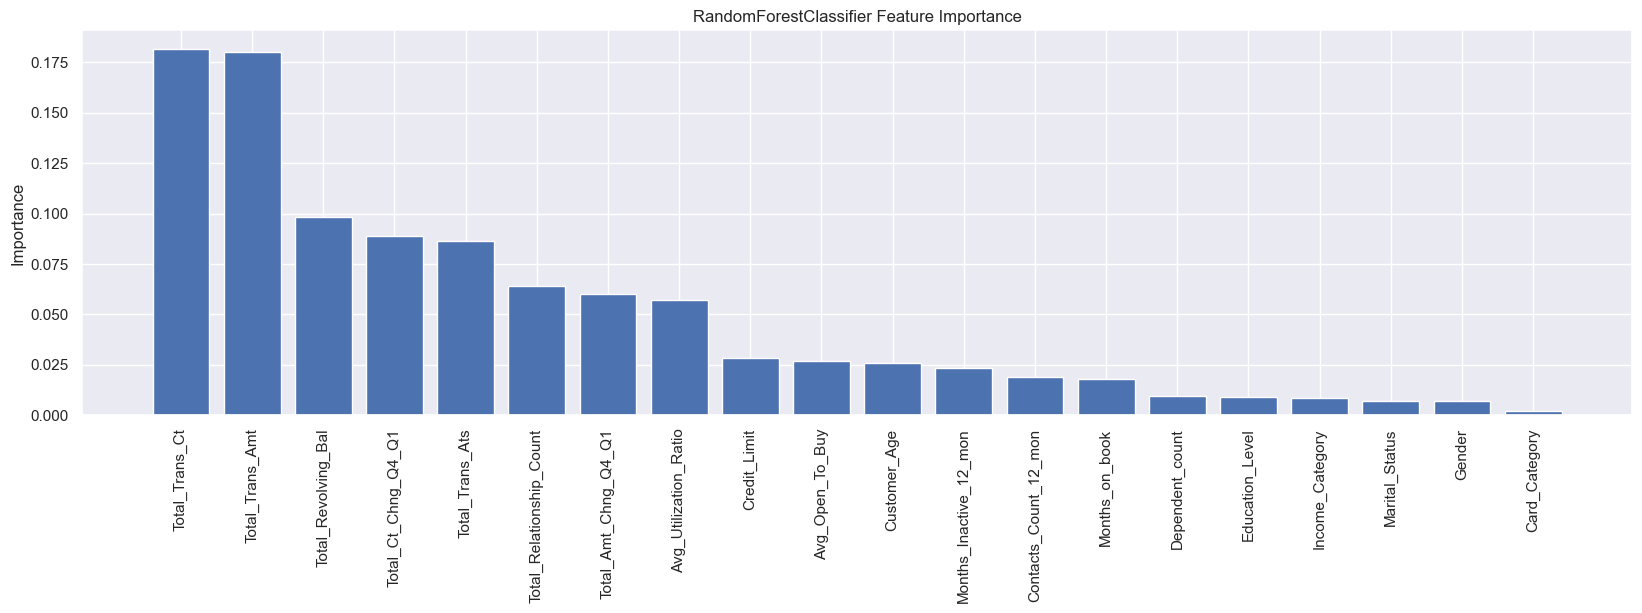 RandomForestClassifier Feature Importance
Importance
0.175
0.150
0.125
0.100
0.075
0.050
0.025
0.000
Total_Trans_Ct
Total_Trans_Amt
Total_Revolving_Bal
Total_Ct_Chng_Q4_Q1
Total_Trans_Ats
Total_Relationship_Count
Total_Amt_Chng_Q4_Q1
Avg_Utilization_Ratio
Credit_Limit
Avg_Open_To_Buy
Customer_Age
Months_Inactive_12_mon
Contacts_Count_12_mon
Months_on_book
Dependent_count
Education_Level
Income_Category
Marital_Status
Gender
Card_Category